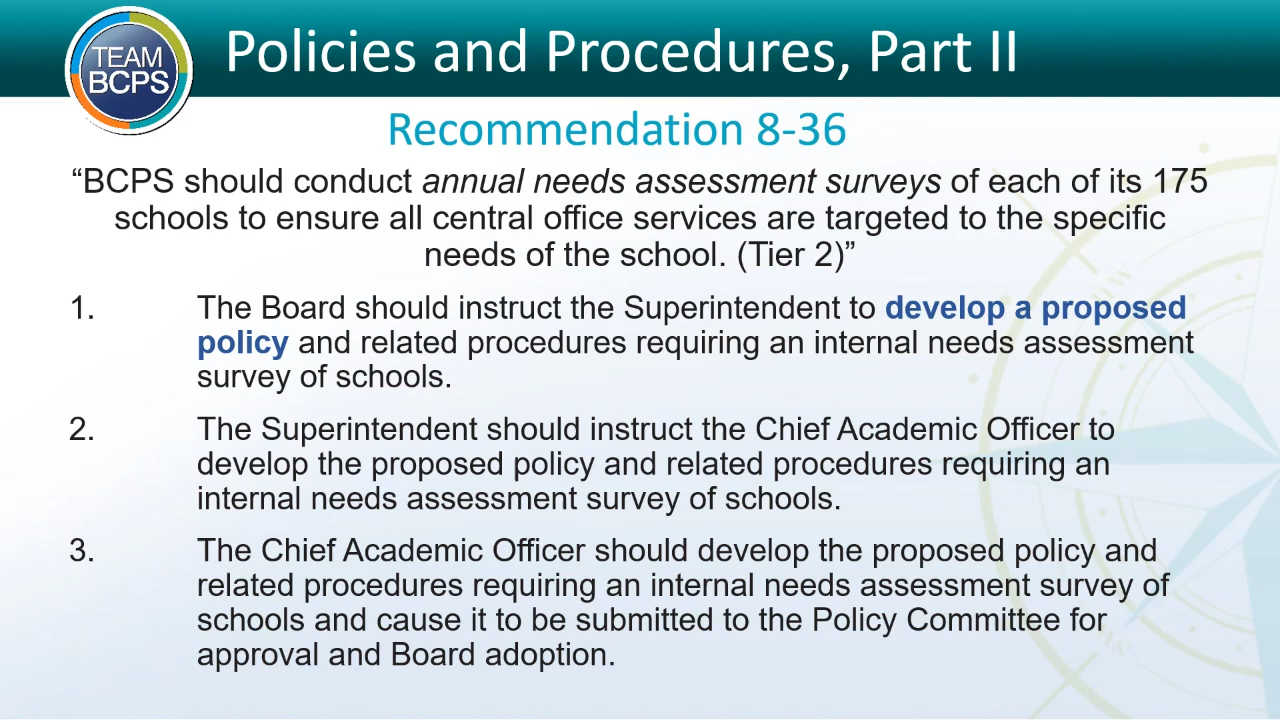 TEAM
BCPS
Policies and Procedures, Part II
Recommendation 8-36
“BCPS should conduct annual needs assessment surveys of each of its 175
schools to ensure all central office services are targeted to the specific
needs of the school. (Tier 2)”
1. The Board should instruct the Superintendent to develop a proposed
policy and related procedures requiring an internal needs assessment
survey of schools.
2. The Superintendent should instruct the Chief Academic Officer to
develop the proposed policy and related procedures requiring an
internal needs assessment survey of schools.
3. The Chief Academic Officer should develop the proposed policy and
related procedures requiring an internal needs assessment survey of
schools and cause it to be submitted to the Policy Committee for
approval and Board adoption.